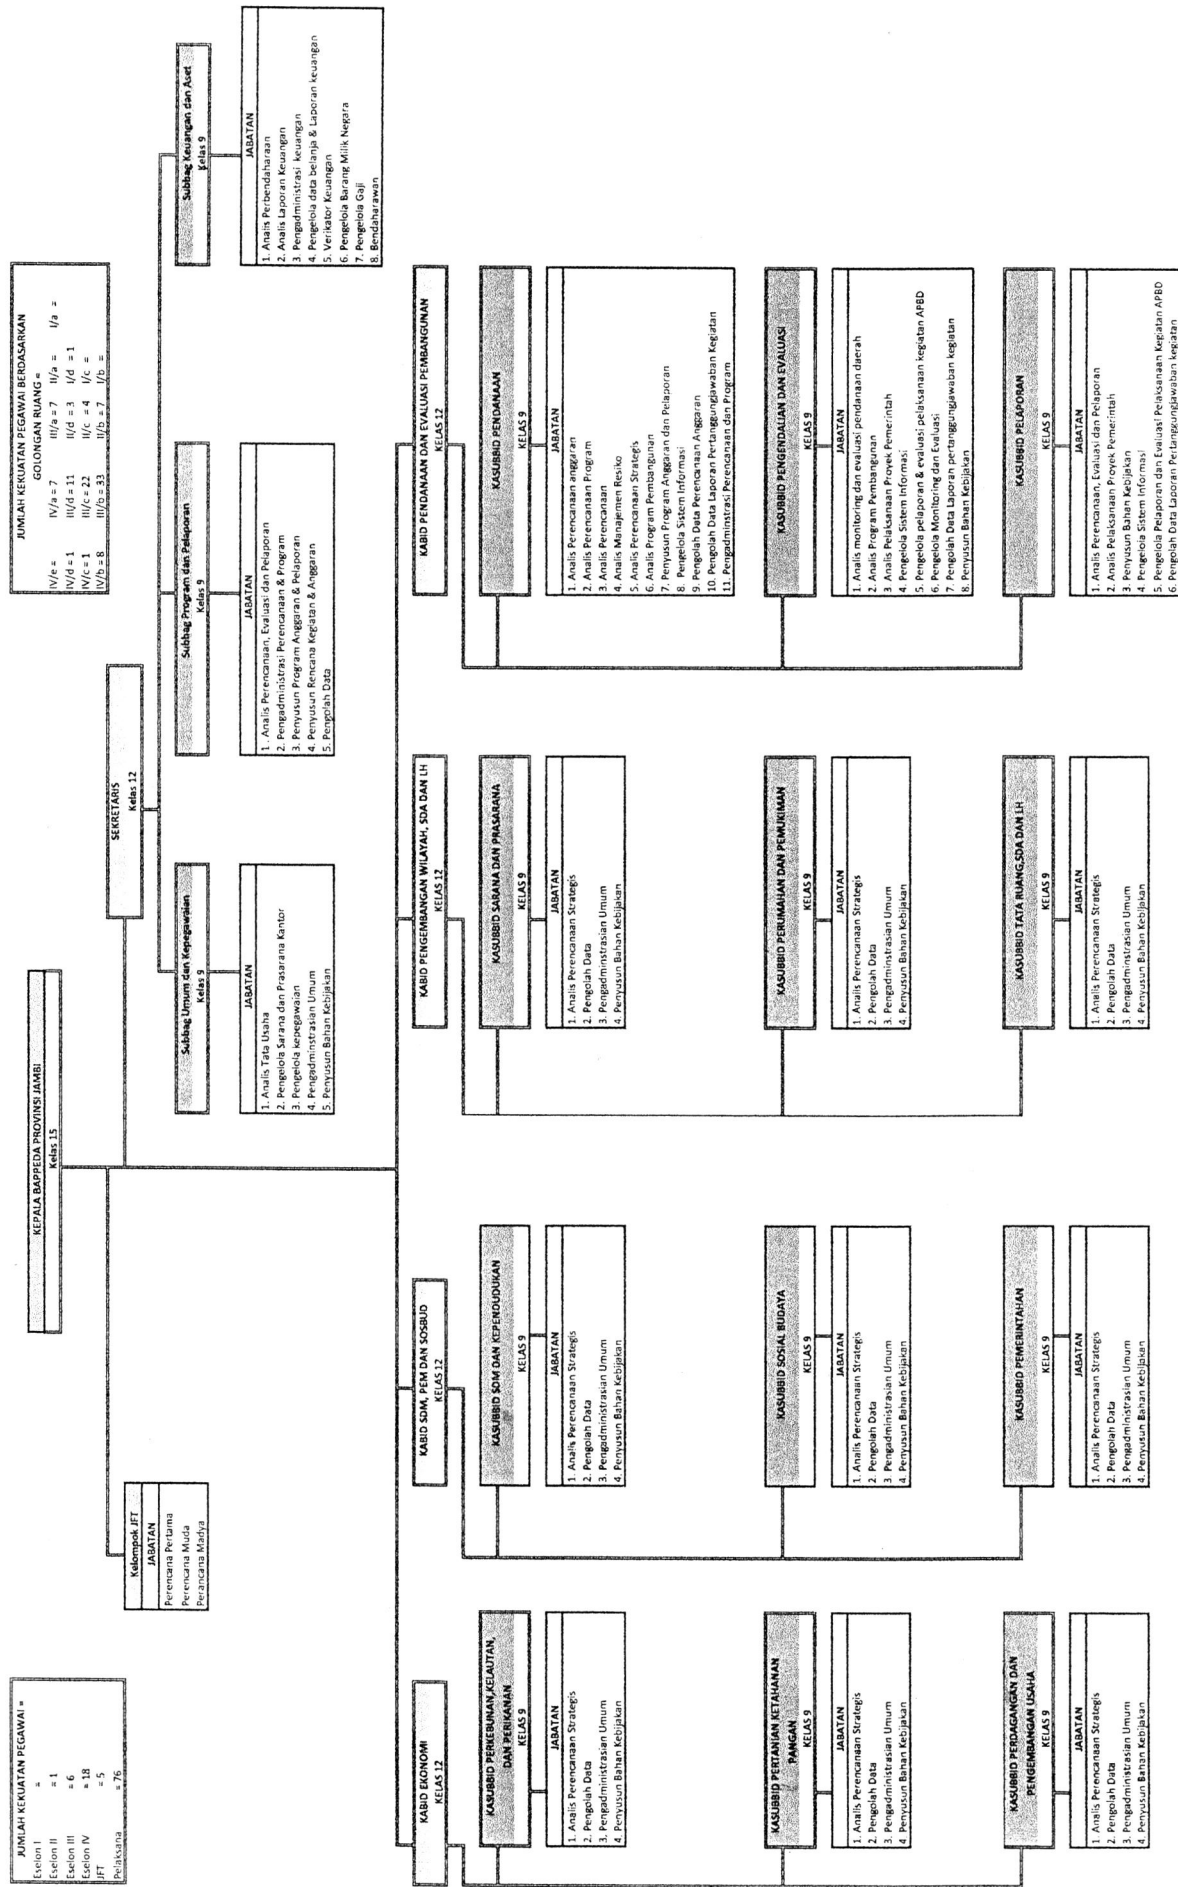 JUMLAH KEKUATAN PEGAWAI =
Eselon I =
Eselon II = 1
Eselon III = 6
Eselon IV = 18
JFT = 5
Pelaksana = 76
KEPALA BAPPEDA PROVINSI JAMBI
Kelas 15
JUMLAH KEKUATAN PEGAWAI BERDASARKAN
GOLONGAN RUANG =
IV/e = IV/a = 7 III/a = 7 II/a = I/a =
IV/d = 1 III/d = 11 II/d = 3 I/d = 1
IV/c = 1 III/c = 22 II/c = 4 I/c =
IV/b = 8 III/b = 33 II/b = 7 I/b =
Kelompok JFT
JABATAN
Perencana Pertama
Perencana Muda
Perancana Madya
SEKRETARIS
Kelas 12
Subbag Umum dan Kepegawaian
Kelas 9
JABATAN
1. Analis Tata Usaha
2. Pengelola Sarana dan Prasarana Kantor
3. Pengelola kepegawaian
4. Pengadminstrasian Umum
5. Penyusun Bahan Kebijakan
Subbag Program dan Pelaporan
Kelas 9
JABATAN
1. Analis Perencanaan, Evaluasi dan Pelaporan
2. Pengadministrasi Perencanaan & Program
3. Penyusun Program Anggaran & Pelaporan
4. Penyusun Rencana Kegiatan & Anggaran
5. Pengolah Data
Subbag Keuangan dan Aset
Kelas 9
JABATAN
1. Analis Perbendaharaan
2. Analis Laporan Keuangan
3. Pengadministrasi keuangan
4. Pengelola data belanja & Laporan keuangan
5. Verikator Keuangan
6. Pengelola Barang Milik Negara
7. Pengelola Gaji
8. Bendaharawan
KABID EKONOMI
KELAS 12
KASUBBID PERKEBUNAN,KELAUTAN,
DAN PERIKANAN
KELAS 9
JABATAN
1. Analis Perencanaan Strategis
2. Pengolah Data
3. Pengadministrasian Umum
4. Penyusun Bahan Kebijakan
KASUBBID PERTANIAN KETAHANAN
PANGAN
KELAS 9
JABATAN
1. Analis Perencanaan Strategis
2. Pengolah Data
3. Pengadministrasian Umum
4. Penyusun Bahan Kebijakan
KASUBBID PERDAGANGAN DAN
PENGEMBANGAN USAHA
KELAS 9
JABATAN
1. Analis Perencanaan Strategis
2. Pengolah Data
3. Pengadministrasian Umum
4. Penyusun Bahan Kebijakan
KABID SDM, PEM DAN SOSBUD
KELAS 12
KASUBBID SDM DAN KEPENDUDUKAN
KELAS 9
JABATAN
1. Analis Perencanaan Strategis
2. Pengolah Data
3. Pengadministrasian Umum
4. Penyusun Bahan Kebijakan
KASUBBID SOSIAL BUDAYA
KELAS 9
JABATAN
1. Analis Perencanaan Strategis
2. Pengolah Data
3. Pengadministrasian Umum
4. Penyusun Bahan Kebijakan
KASUBBID PEMERINTAHAN
KELAS 9
JABATAN
1. Analis Perencanaan Strategis
2. Pengolah Data
3. Pengadministrasian Umum
4. Penyusun Bahan Kebijakan
KABID PENGEMBANGAN WILAYAH, SDA DAN LH
KELAS 12
KASUBBID SARANA DAN PRASARANA
KELAS 9
JABATAN
1. Analis Perencanaan Strategis
2. Pengolah Data
3. Pengadminstrasian Umum
4. Penyusun Bahan Kebijakan
KASUBBID PERUMAHAN DAN PEMUKIMAN
KELAS 9
JABATAN
1. Analis Perencanaan Strategis
2. Pengolah Data
3. Pengadminstrasian Umum
4. Penyusun Bahan Kebijakan
KASUBBID TATA RUANG,SDA DAN LH
KELAS 9
JABATAN
1. Analis Perencanaan Strategis
2. Pengolah Data
3. Pengadminstrasian Umum
4. Penyusun Bahan Kebijakan
KABID PENDANAAN DAN EVALUASI PEMBANGUNAN
KELAS 12
KASUBBID PENDANAAN
KELAS 9
JABATAN
1. Analis Perencanaan anggaran
2. Analis Perencanaan Program
3. Analis Perencanaan
4. Analis Manajemen Resiko
5. Analis Perencanaan Strategis
6. Analis Program Pembangunan
7. Penyusun Program Anggaran dan Pelaporan
8. Pengelola Sistem Informasi
9. Pengolah Data Perencanaan Anggaran
10. Pengolah Data Laporan Pertanggungjawaban Kegiatan
11. Pengadminstrasi Perencanaan dan Program
KASUBBID PENGENDALIAN DAN EVALUASI
KELAS 9
JABATAN
1. Analis monitoring dan evaluasi pendanaan daerah
2. Analis Program Pembangunan
3. Analis Pelaksanaan Proyek Pemerintah
4. Pengelola Sistem Informasi
5. Pengelola pelaporan & evaluasi pelaksanaan kegiatan APBD
6. Pengelola Monitoring dan Evaluasi
7. Pengolah Data Laporan pertanggungjawaban kegiatan
8. Penyusun Bahan Kebijakan
KASUBBID PELAPORAN
KELAS 9
JABATAN
1. Analis Perencanaan, Evaluasi dan Pelaporan
2. Analis Pelaksanaan Proyek Pemerintah
3. Penyusun Bahan Kebijakan
4. Pengelola Sistem Informasi
5. Pengelola Pelaporan dan Evaluasi Pelaksanaan Kegiatan APBD
6. Pengolah Data Laporan Pertanggungjawaban kegiatan